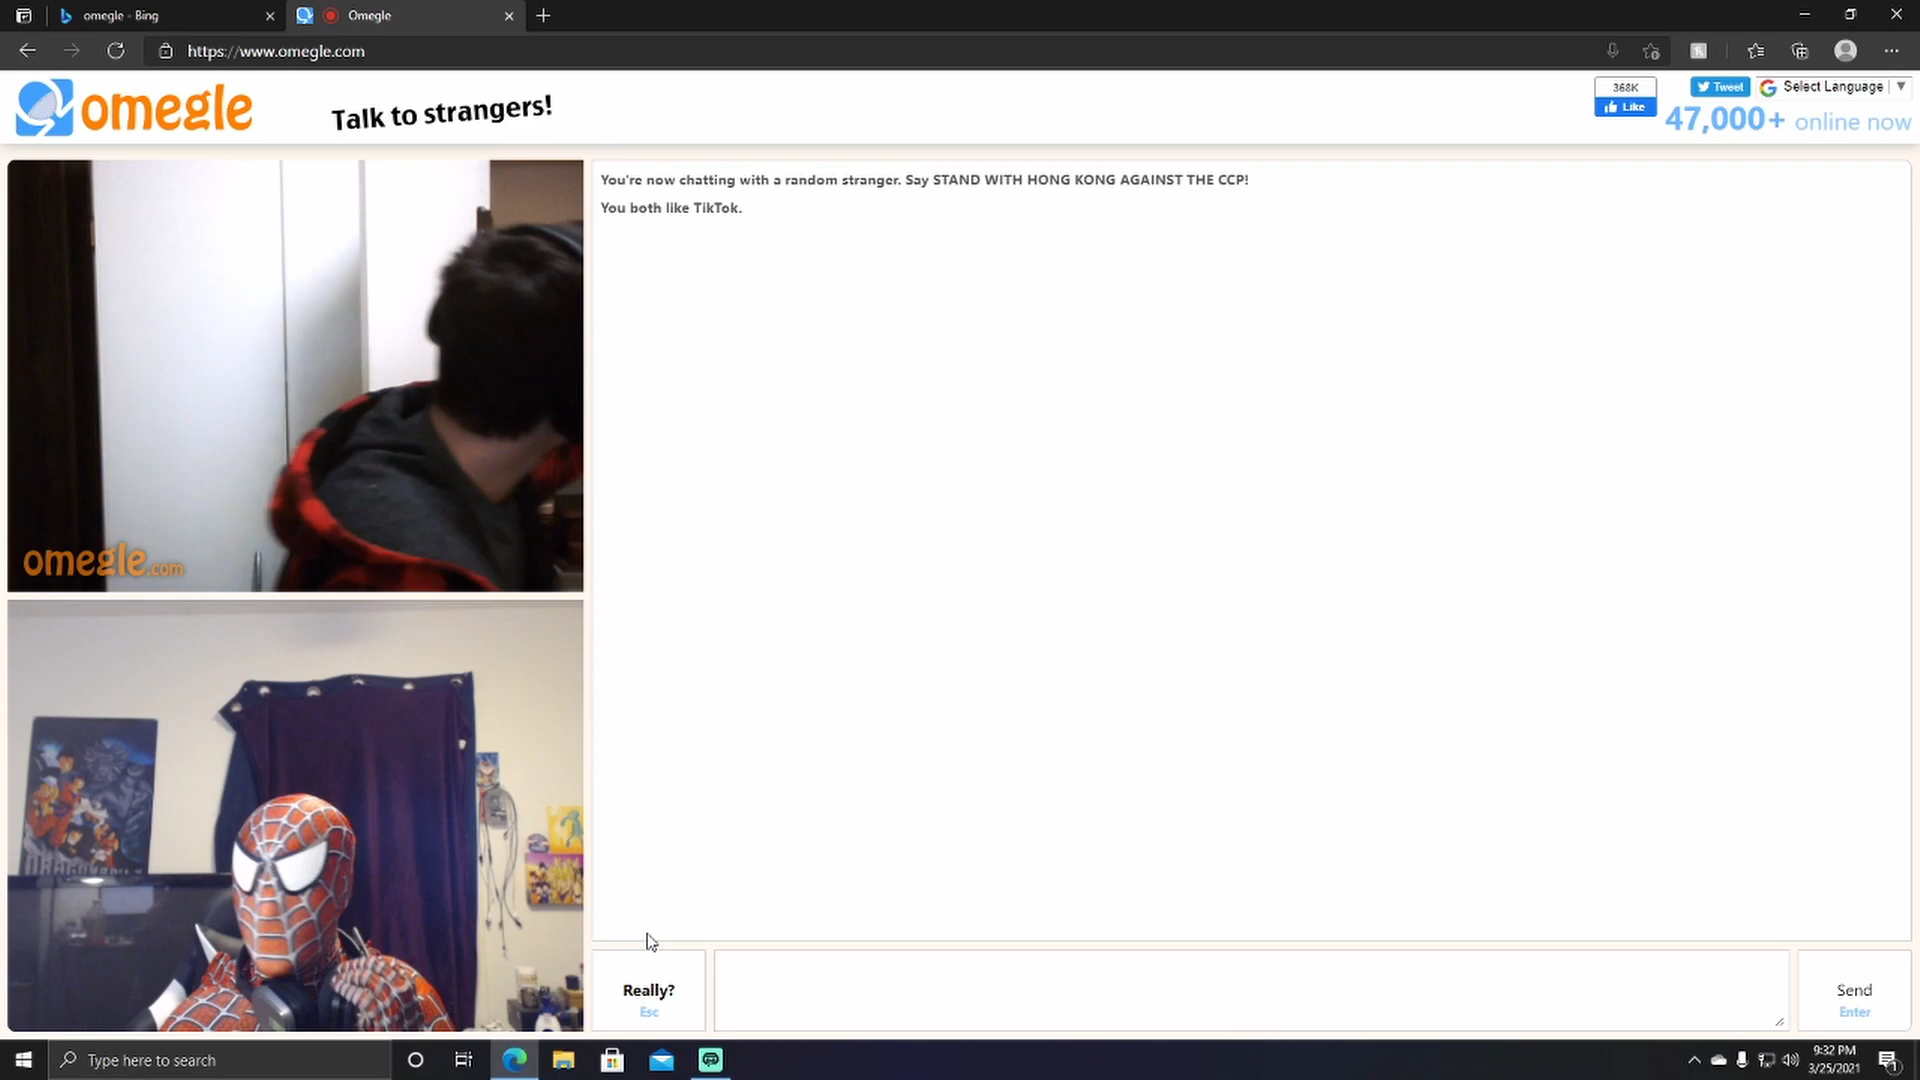 omegle - Bing
Omegle
https://www.omegle.com
omegle
Talk to strangers!
368K
Like
Tweet
Select Language
47,000+ online now
You're now chatting with a random stranger. Say STAND WITH HONG KONG AGAINST THE CCP!
You both like TikTok.
omegle.com
Really?
Esc
Send
Enter
Type here to search
9:32 PM
3/25/2021